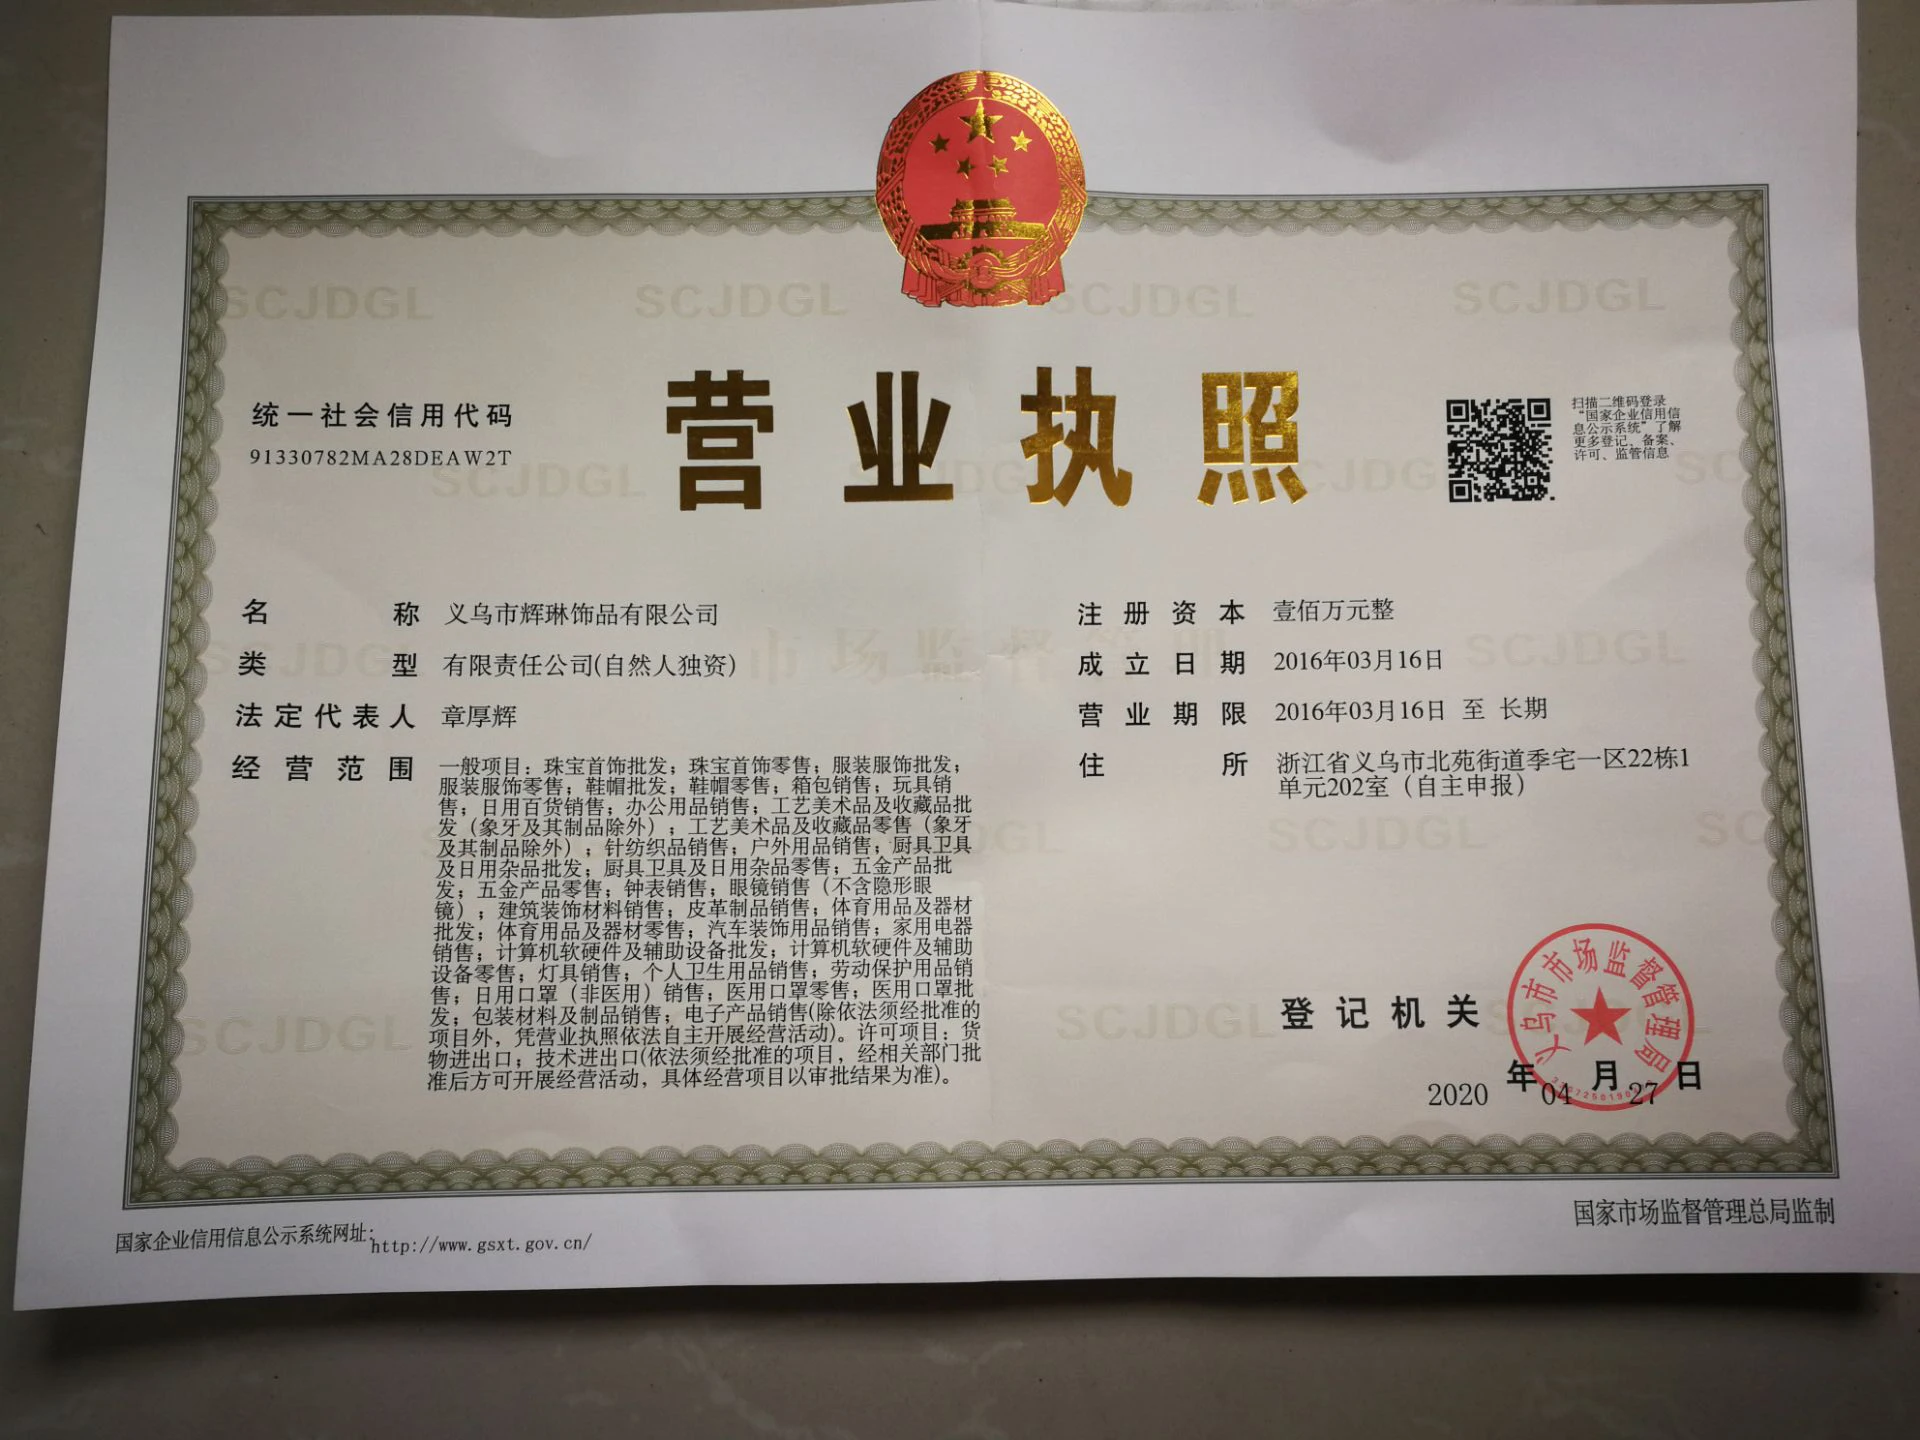 营业执照
统一社会信用代码
91330782MA28DEAW2T
扫描二维码登录
“国家企业信用信
息公示系统”了解
更多登记、备案、
许可、监管信息
名称 义乌市辉琳饰品有限公司
类型 有限责任公司(自然人独资)
法定代表人 章厚辉
经营范围 一般项目：珠宝首饰批发；珠宝首饰零售；服装服饰批发；
服装服饰零售；鞋帽批发；鞋帽零售；箱包销售；玩具销
售；日用百货销售；办公用品销售；工艺美术品及收藏品批
发（象牙及其制品除外）；工艺美术品及收藏品零售（象牙
及其制品除外）；针纺织品销售；户外用品销售；厨具卫具
及日用杂品批发；厨具卫具及日用杂品零售；五金产品批
发；五金产品零售；钟表销售；眼镜销售（不含隐形眼
镜）；建筑装饰材料销售；皮革制品销售；体育用品及器材
批发；体育用品及器材零售；汽车装饰用品销售；家用电器
销售；计算机软硬件及辅助设备批发；计算机软硬件及辅助
设备零售；灯具销售；个人卫生用品销售；劳动保护用品销
售；日用口罩（非医用）销售；医用口罩零售；医用口罩批
发；包装材料及制品销售；电子产品销售(除依法须经批准的
项目外，凭营业执照依法自主开展经营活动)。许可项目：货
物进出口；技术进出口(依法须经批准的项目，经相关部门批
准后方可开展经营活动，具体经营项目以审批结果为准)。
注册资本 壹佰万元整
成立日期 2016年03月16日
营业期限 2016年03月16日 至 长期
住所 浙江省义乌市北苑街道季宅一区22栋1
单元202室（自主申报）
登记机关
义乌市市场监督管理局
2020 年 04 月 27 日
国家企业信用信息公示系统网址：http://www.gsxt.gov.cn/
国家市场监督管理总局监制
SCJDGL
市场监督管理